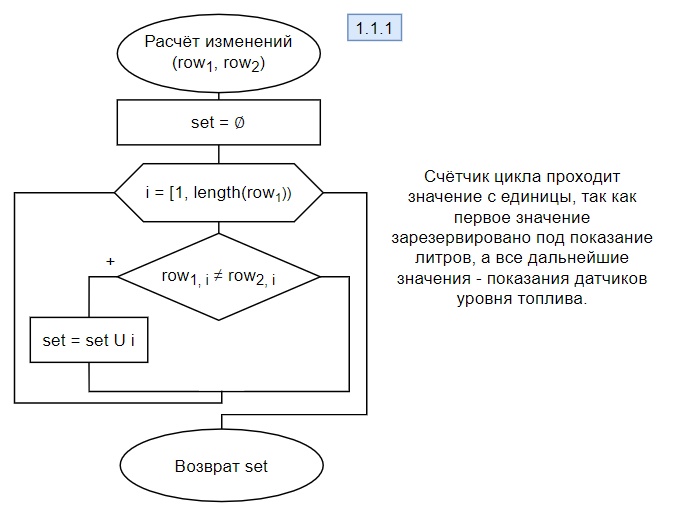 Расчёт изменений
(row1, row2)
1.1.1
set = ∅
i = [1, length(row1))
Счётчик цикла проходит
значение с единицы, так как
первое значение
зарезервировано под показание
литров, а все дальнейшие
значения - показания датчиков
уровня топлива.
+
row1, i ≠ row2, i
set = set U i
Возврат set